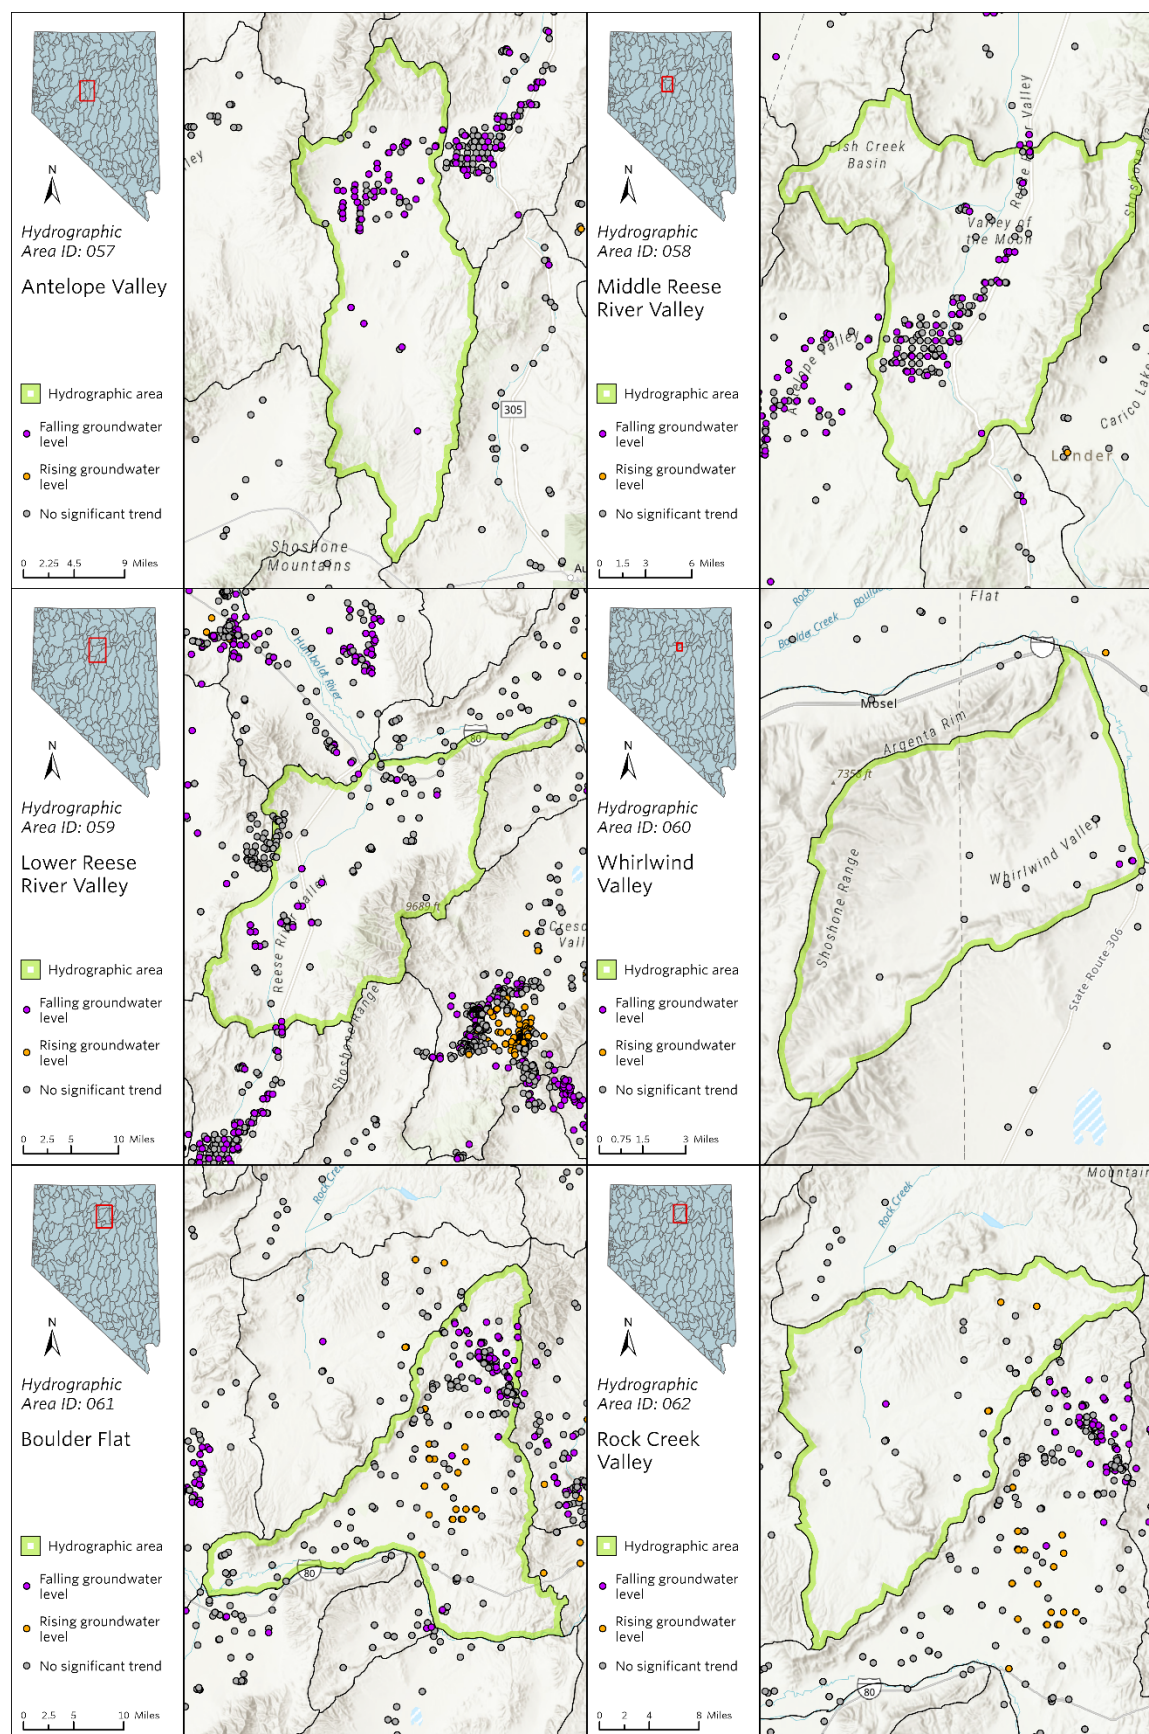 N
Hydrographic
Area ID: 057
Antelope Valley
Hydrographic area
Falling groundwater
level
Rising groundwater
level
No significant trend
0 2.25 4.5 9 Miles
305
Shoshone
Mountains
Au
N
Hydrographic
Area ID: 058
Middle Reese
River Valley
Hydrographic area
Falling groundwater
level
Rising groundwater
level
No significant trend
0 1.5 3 6 Miles
Fish Creek
Basin
Valley of
the Moon
Antelope Valley
Carico Lake
Lander
N
Hydrographic
Area ID: 059
Lower Reese
River Valley
Hydrographic area
Falling groundwater
level
Rising groundwater
level
No significant trend
0 2.5 5 10 Miles
Humboldt River
80
Reese River Valley
9689 ft
Shoshone Range
N
Hydrographic
Area ID: 060
Whirlwind
Valley
Hydrographic area
Falling groundwater
level
Rising groundwater
level
No significant trend
0 0.75 1.5 3 Miles
Flat
Boulder Creek
Mosel
Argenta Rim
Whirlwind Valley
Shoshone Range
State Route 306
N
Hydrographic
Area ID: 061
Boulder Flat
Hydrographic area
Falling groundwater
level
Rising groundwater
level
No significant trend
0 2.5 5 10 Miles
Rock Creek
80
N
Hydrographic
Area ID: 062
Rock Creek
Valley
Hydrographic area
Falling groundwater
level
Rising groundwater
level
No significant trend
0 2 4 8 Miles
Mountain
Rock Creek
80